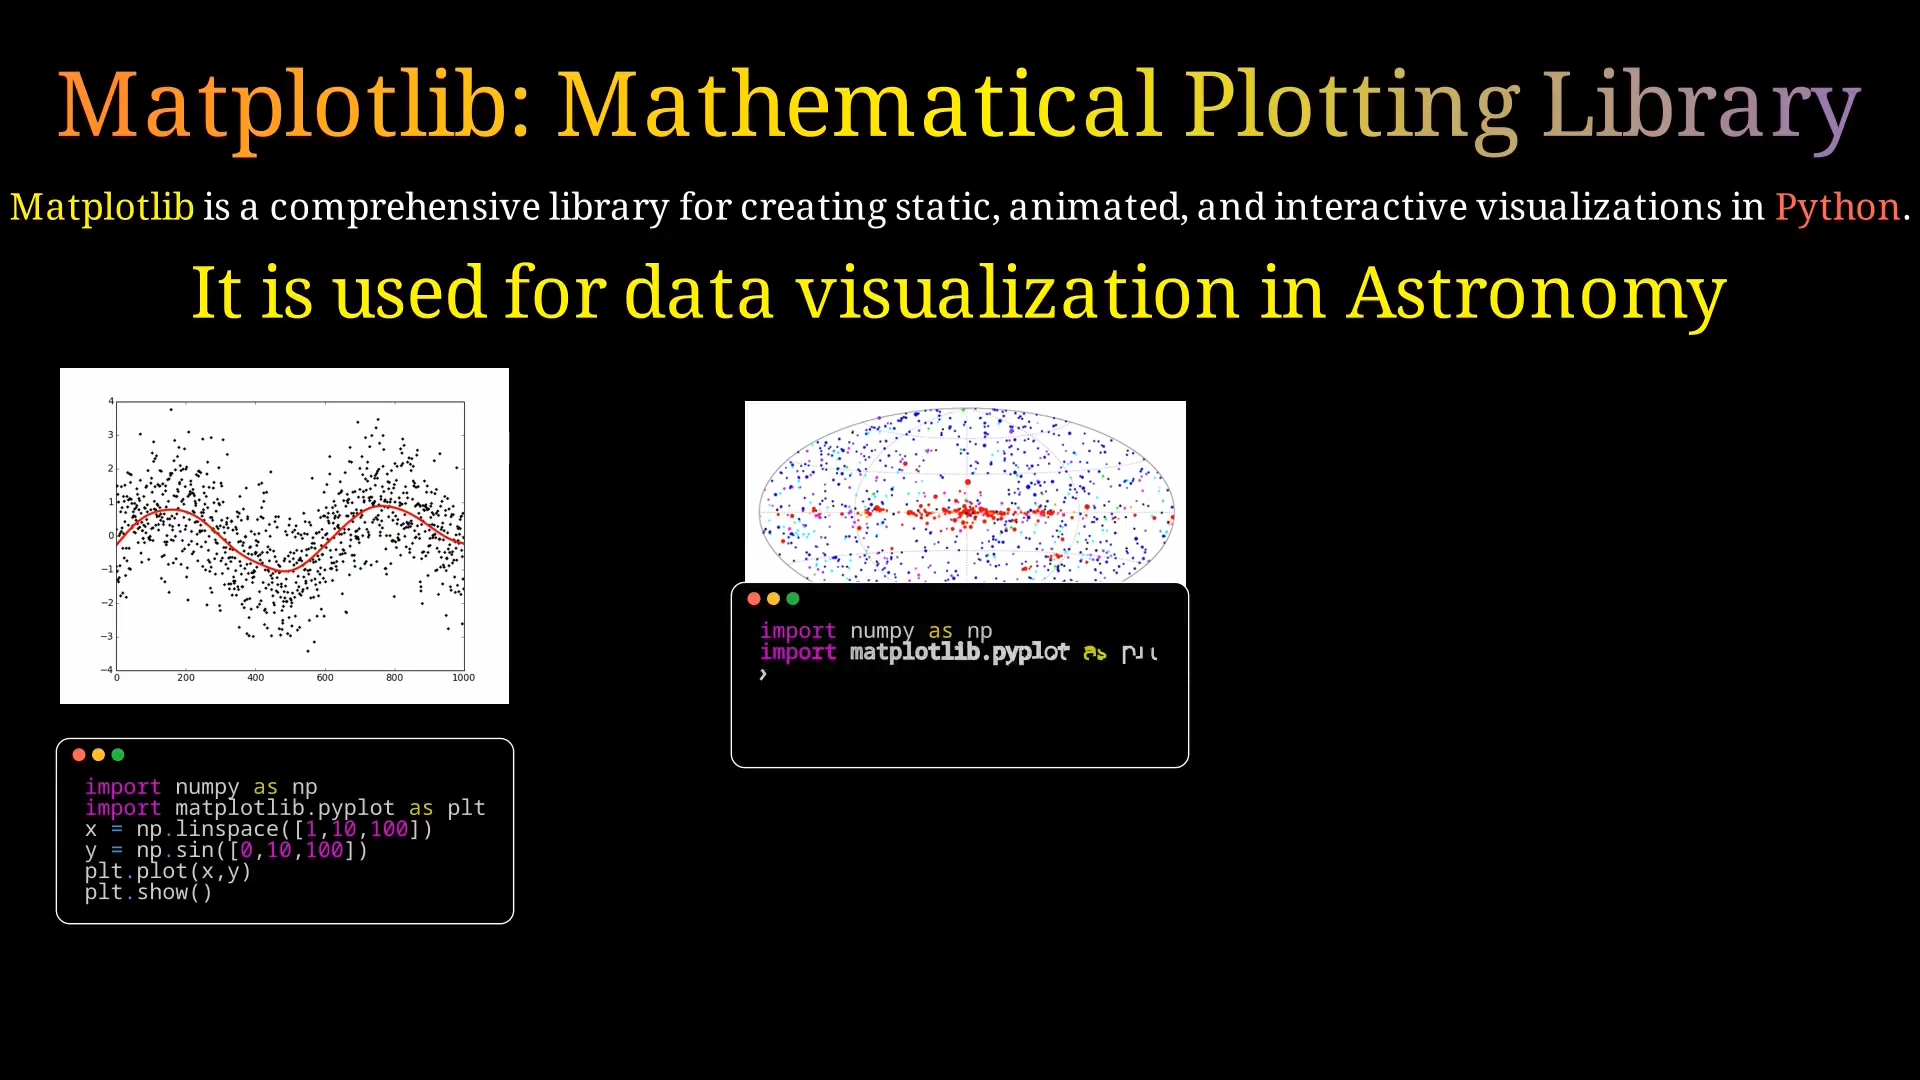 Matplotlib: Mathematical Plotting Library
Matplotlib is a comprehensive library for creating static, animated, and interactive visualizations in Python.
It is used for data visualization in Astronomy
4
3
2
1
0
−1
−2
−3
−4
0 200 400 600 800 1000
import numpy as np
import matplotlib.pyplot as plt
x = np.linspace([1,10,100])
y = np.sin([0,10,100])
plt.plot(x,y)
plt.show()
import numpy as np
import matplotlib.pyplot as